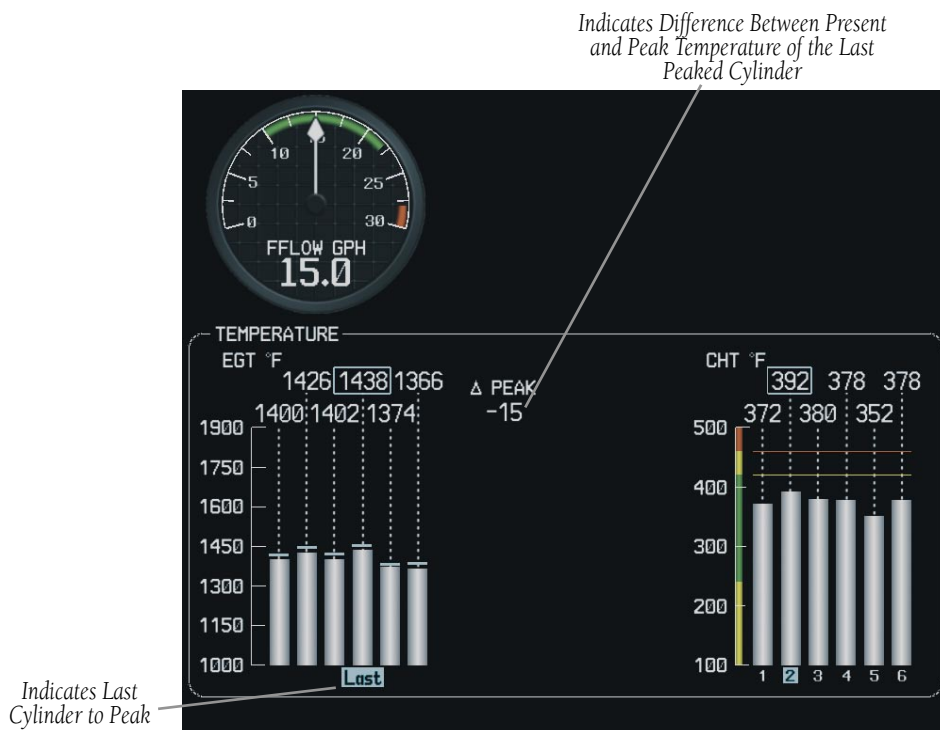 Indicates Difference Between Present
and Peak Temperature of the Last
Peaked Cylinder
10
20
5
25
0
30
FFLOW GPH
15.0
TEMPERATURE
EGT °F
1426 1438 1366
1400 1402 1374
Δ PEAK
-15
1900
1750
1600
1450
1300
1150
1000
Last
CHT °F
392 378 378
372 380 352
500
400
300
200
100
1 2 3 4 5 6
Indicates Last
Cylinder to Peak